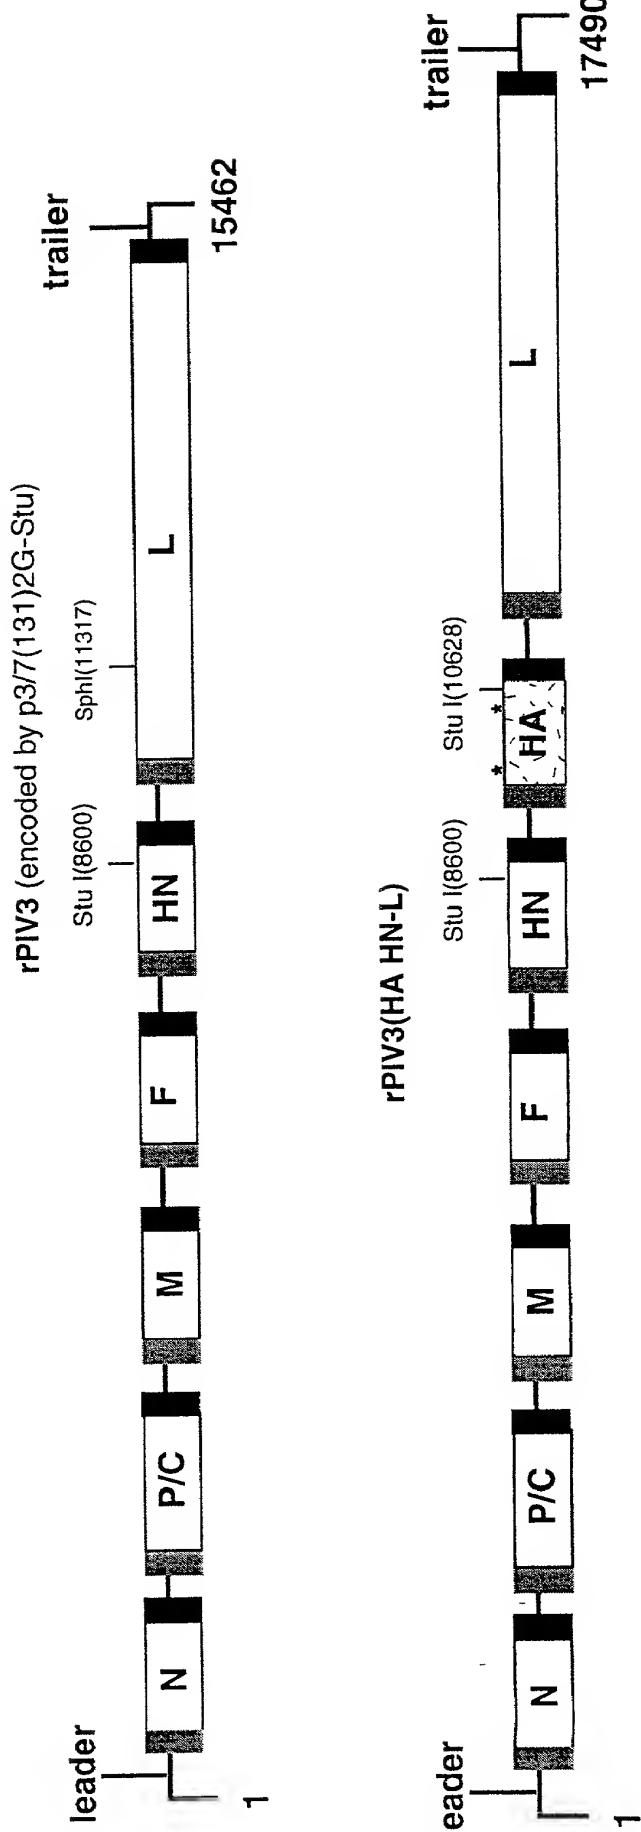 rPIV3 (encoded by p3/7(131)2G-Stu)
Stu I(8600)
SphI(11317)
leader
N
P/C
M
F
HN
L
trailer
1
15462
rPIV3(HA HN-L)
Stu I(8600)
Stu I(10628)
* *
eader
N
P/C
M
F
HN
HA
L
trailer
1
17490